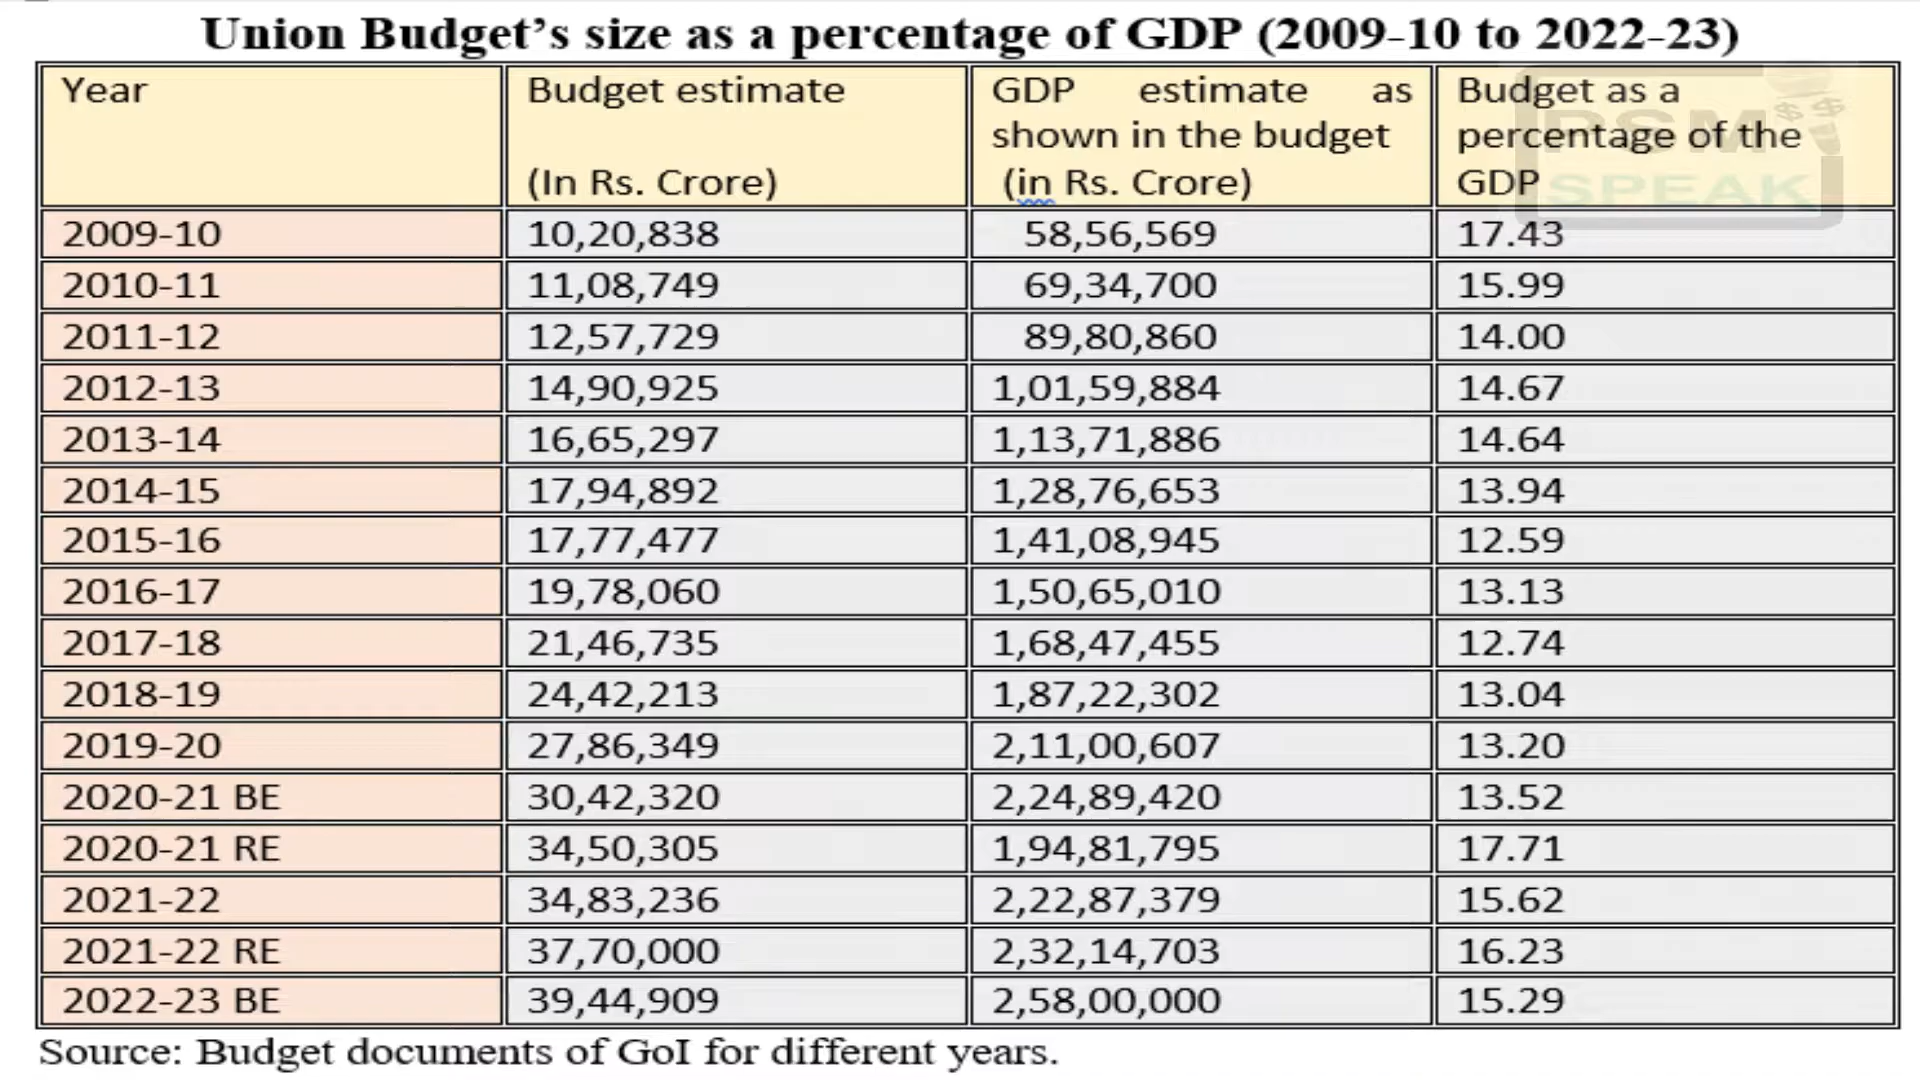 Union Budget’s size as a percentage of GDP (2009-10 to 2022-23)
Year
Budget estimate
(In Rs. Crore)
GDP estimate as
shown in the budget
(in Rs. Crore)
Budget as a
percentage of the
GDP
PSM
SPEAK
2009-10 10,20,838 58,56,569 17.43
2010-11 11,08,749 69,34,700 15.99
2011-12 12,57,729 89,80,860 14.00
2012-13 14,90,925 1,01,59,884 14.67
2013-14 16,65,297 1,13,71,886 14.64
2014-15 17,94,892 1,28,76,653 13.94
2015-16 17,77,477 1,41,08,945 12.59
2016-17 19,78,060 1,50,65,010 13.13
2017-18 21,46,735 1,68,47,455 12.74
2018-19 24,42,213 1,87,22,302 13.04
2019-20 27,86,349 2,11,00,607 13.20
2020-21 BE 30,42,320 2,24,89,420 13.52
2020-21 RE 34,50,305 1,94,81,795 17.71
2021-22 34,83,236 2,22,87,379 15.62
2021-22 RE 37,70,000 2,32,14,703 16.23
2022-23 BE 39,44,909 2,58,00,000 15.29
Source: Budget documents of GoI for different years.